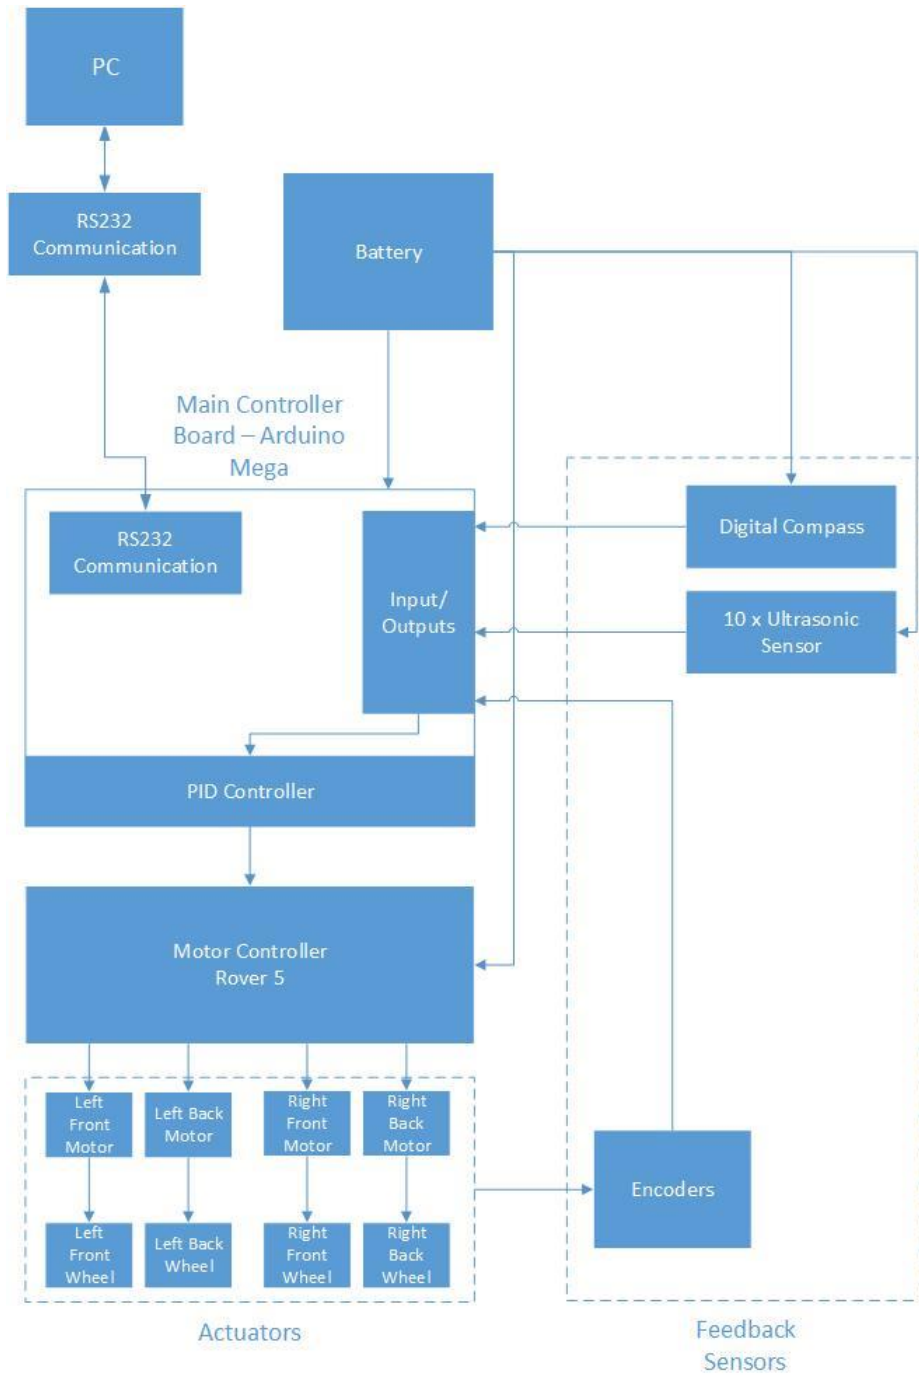 PC
RS232
Communication
Battery
Main Controller
Board – Arduino
Mega
RS232
Communication
Input/
Outputs
Digital Compass
10 x Ultrasonic
Sensor
PID Controller
Motor Controller
Rover 5
Left
Front
Motor
Left Back
Motor
Right
Front
Motor
Right
Back
Motor
Left
Front
Wheel
Left Back
Wheel
Right
Front
Wheel
Right
Back
Wheel
Encoders
Actuators
Feedback
Sensors